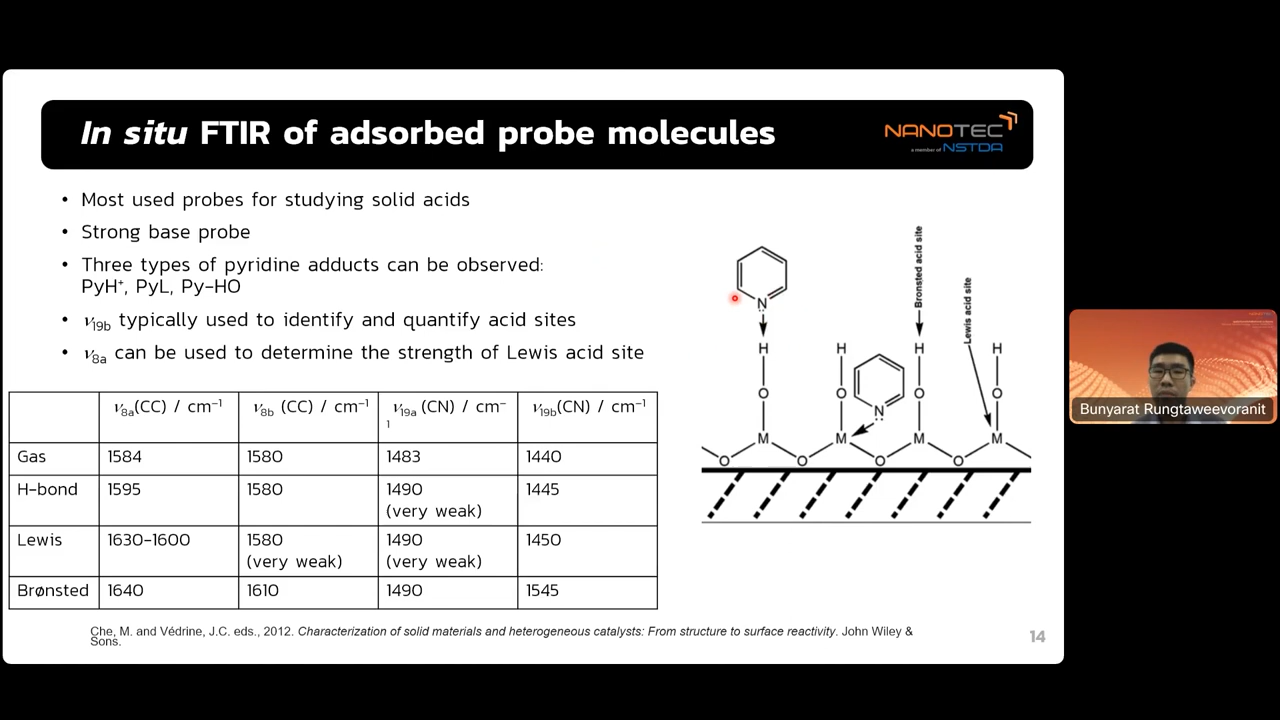 In situ FTIR of adsorbed probe molecules
NANOTEC
a member of NSTDA
• Most used probes for studying solid acids
• Strong base probe
• Three types of pyridine adducts can be observed:
PyH⁺, PyL, Py-HO
• ν19b typically used to identify and quantify acid sites
• ν8a can be used to determine the strength of Lewis acid site
ν8a(CC) / cm⁻¹ ν8b (CC) / cm⁻¹ ν19a (CN) / cm⁻¹ ν19b(CN) / cm⁻¹
Gas 1584 1580 1483 1440
H-bond 1595 1580 1490 (very weak) 1445
Lewis 1630-1600 1580 (very weak) 1490 (very weak) 1450
Brønsted 1640 1610 1490 1545
Bronsted acid site
Lewis acid site
N
H H H H
O O O O
N
M M M M
O O O O
Che, M. and Védrine, J.C. eds., 2012. Characterization of solid materials and heterogeneous catalysts: From structure to surface reactivity. John Wiley &
Sons.
14
Bunyarat Rungtaweevoranit